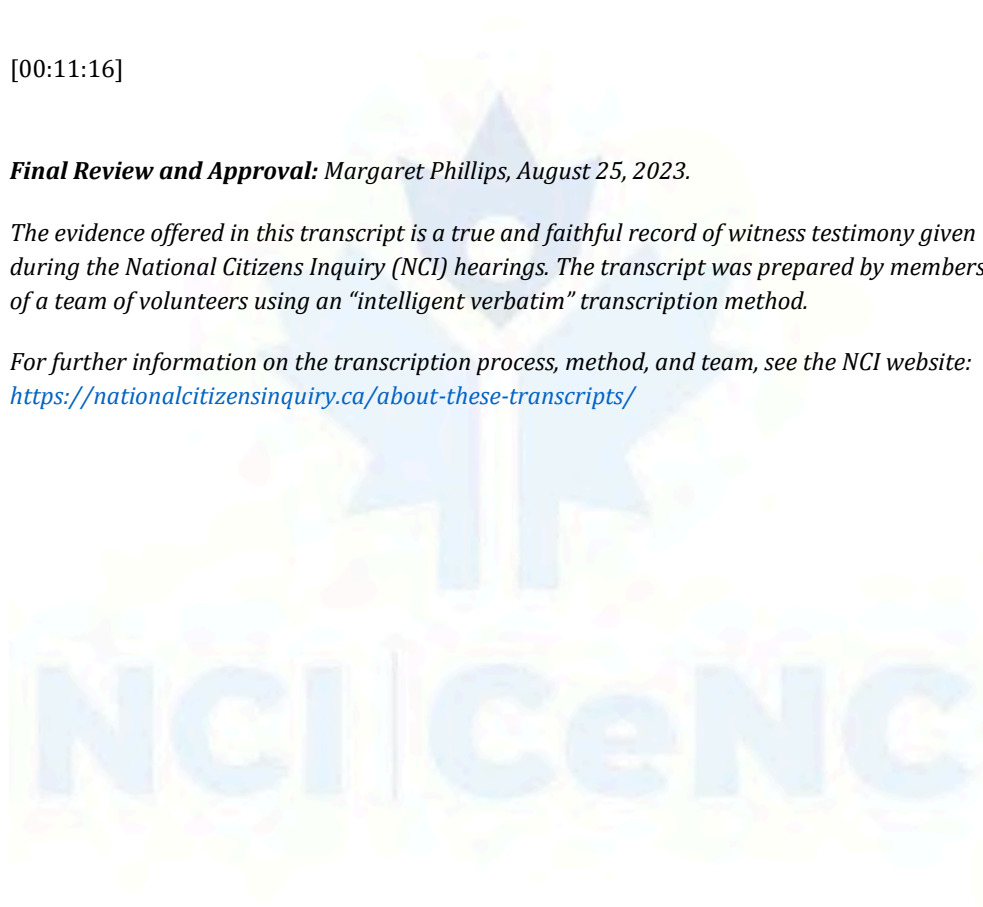 [00:11:16]
Final Review and Approval: Margaret Phillips, August 25, 2023.
The evidence offered in this transcript is a true and faithful record of witness testimony given
during the National Citizens Inquiry (NCI) hearings. The transcript was prepared by members
of a team of volunteers using an “intelligent verbatim” transcription method.
For further information on the transcription process, method, and team, see the NCI website:
https://nationalcitizensinquiry.ca/about-these-transcripts/
NCI | CeNC